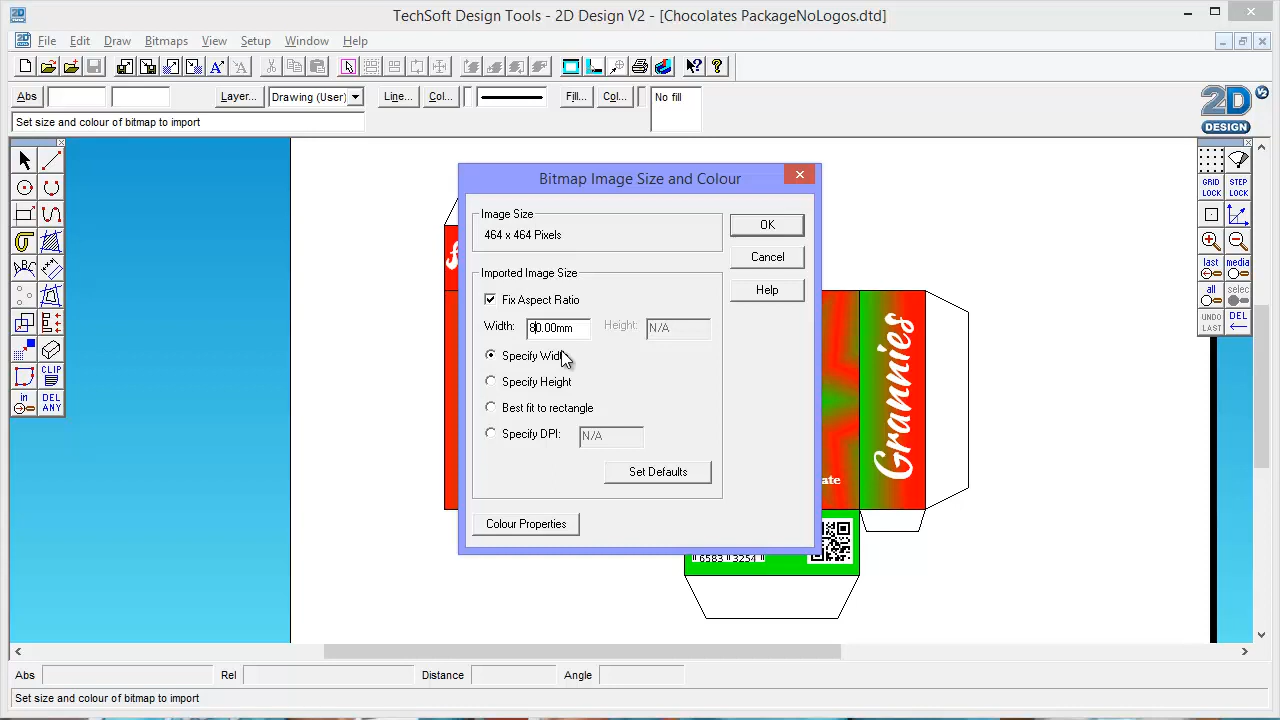 TechSoft Design Tools - 2D Design V2 - [Chocolates PackageNoLogos.dtd]
File Edit Draw Bitmaps View Setup Window Help
Abs Layer... Drawing (User) Line... Col... Fill... Col... No fill
Set size and colour of bitmap to import
2D V2
DESIGN
Bitmap Image Size and Colour
Image Size
464 x 464 Pixels
OK
Cancel
Help
Imported Image Size
Fix Aspect Ratio
Width: Height: N/A
Specify Width
Specify Height
Best fit to rectangle
Specify DPI: N/A
Set Defaults
Colour Properties
Grannies
ate
6583 3254
GRID LOCK STEP LOCK
last media
all selec
UNDO LAST DEL
ABC
CLIP
in DEL ANY
Abs Rel Distance Angle
Set size and colour of bitmap to import